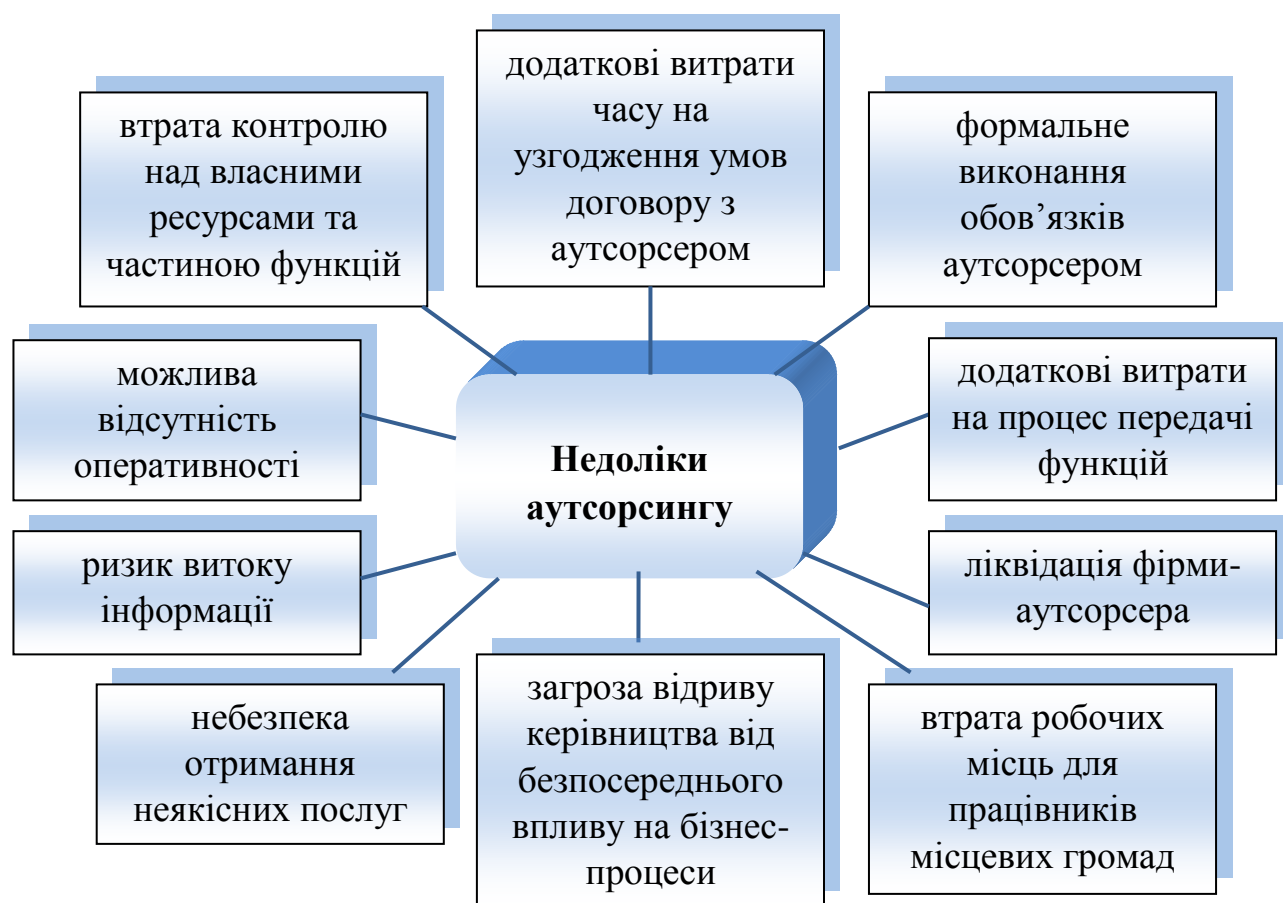 додаткові витрати
часу на
узгодження умов
договору з
аутсорсером
втрата контролю
над власними
ресурсами та
частиною функцій
формальне
виконання
обов’язків
аутсорсером
можлива
відсутність
оперативності
Недоліки
аутсорсингу
додаткові витрати
на процес передачі
функцій
ризик витоку
інформації
ліквідація фірми-
аутсорсера
небезпека
отримання
неякісних послуг
загроза відриву
керівництва від
безпосереднього
впливу на бізнес-
процеси
втрата робочих
місць для
працівників
місцевих громад